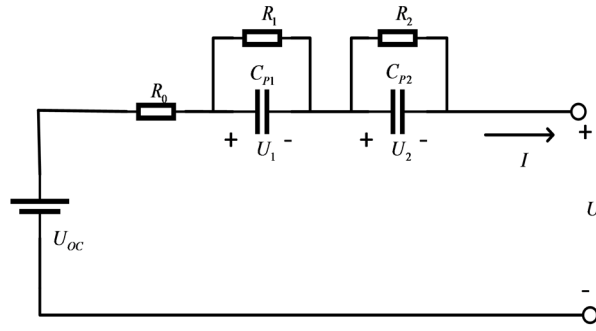 R1 R2
CP1 CP2
R0
+ U1 - + U2 - I +
UOC U
-